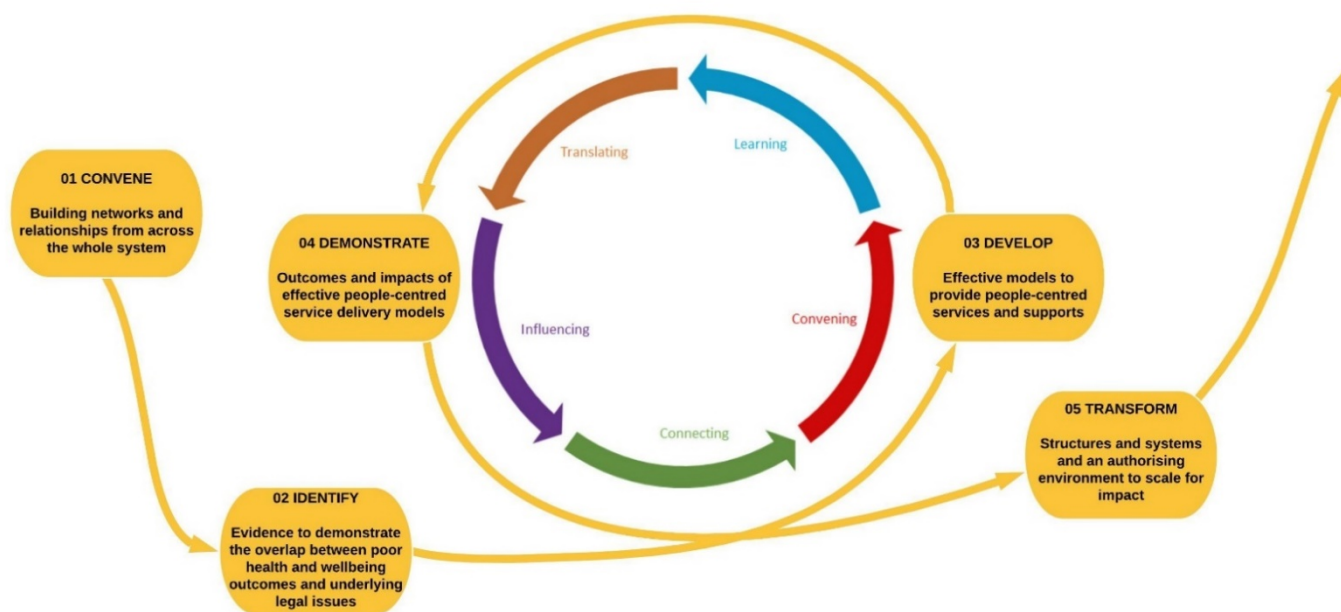 01 CONVENE
Building networks and
relationships from across
the whole system
02 IDENTIFY
Evidence to demonstrate
the overlap between poor
health and wellbeing
outcomes and underlying
legal issues
03 DEVELOP
Effective models to
provide people-centred
services and supports
04 DEMONSTRATE
Outcomes and impacts of
effective people-centred
service delivery models
05 TRANSFORM
Structures and systems
and an authorising
environment to scale for
impact
Translating
Learning
Influencing
Convening
Connecting